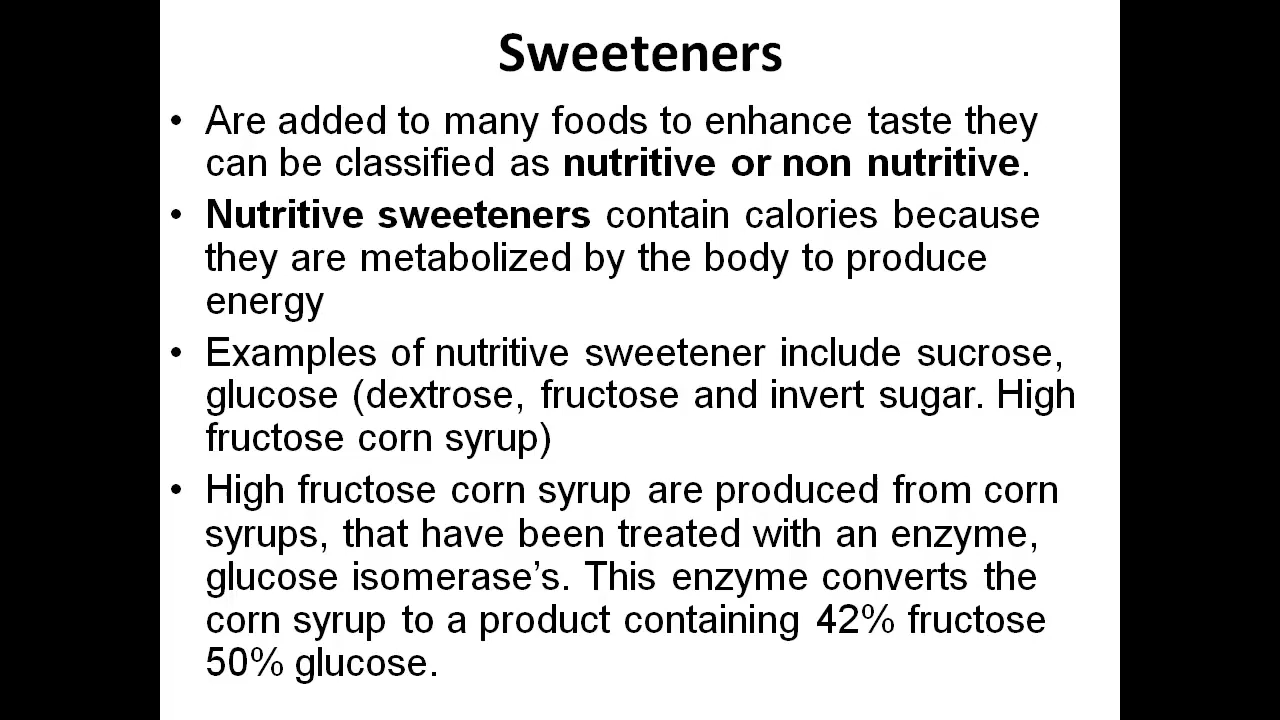 Sweeteners
• Are added to many foods to enhance taste they
can be classified as nutritive or non nutritive.
• Nutritive sweeteners contain calories because
they are metabolized by the body to produce
energy
• Examples of nutritive sweetener include sucrose,
glucose (dextrose, fructose and invert sugar. High
fructose corn syrup)
• High fructose corn syrup are produced from corn
syrups, that have been treated with an enzyme,
glucose isomerase’s. This enzyme converts the
corn syrup to a product containing 42% fructose
50% glucose.